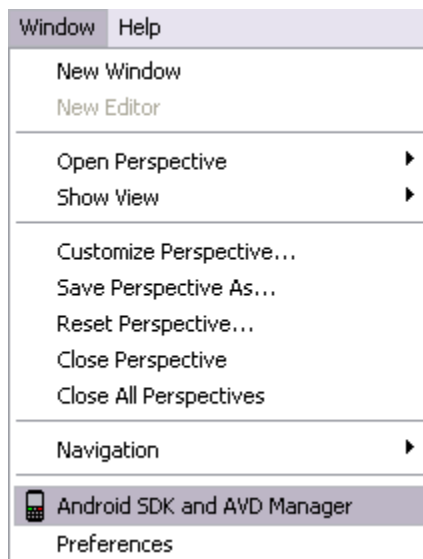 Window Help
New Window
New Editor
Open Perspective
Show View
Customize Perspective...
Save Perspective As...
Reset Perspective...
Close Perspective
Close All Perspectives
Navigation
Android SDK and AVD Manager
Preferences